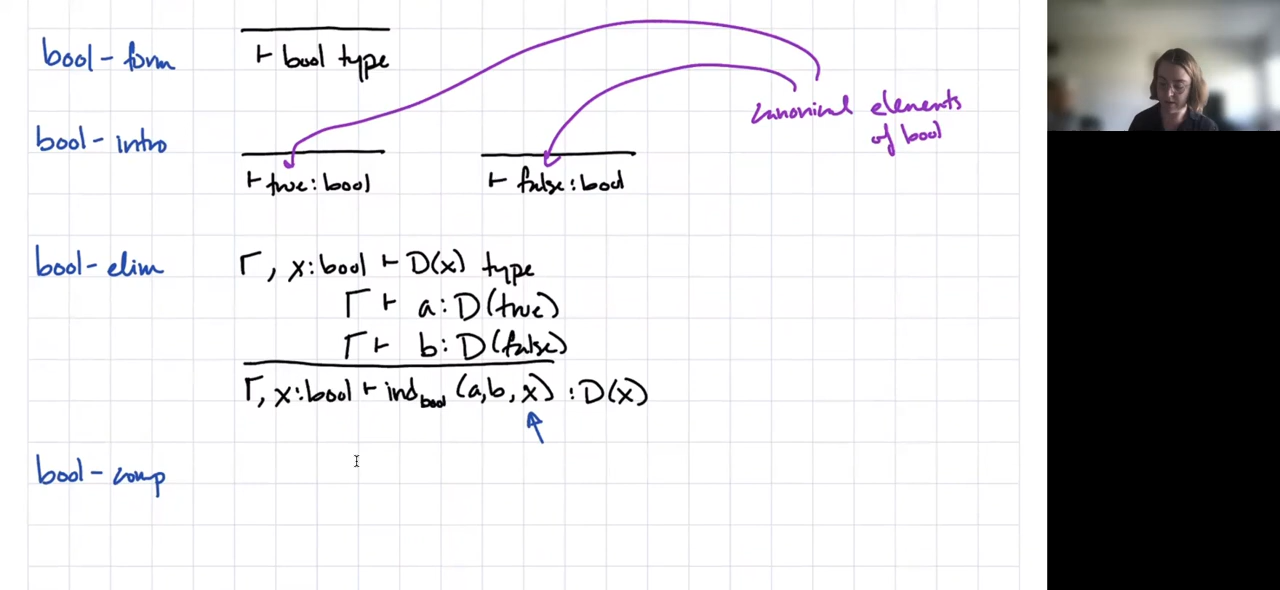 bool-form
⊢ bool type
canonical elements
of bool
bool-intro
⊢ true : bool
⊢ false : bool
bool-elim
Γ, x:bool ⊢ D(x) type
Γ ⊢ a : D(true)
Γ ⊢ b : D(false)
Γ, x:bool ⊢ ind_bool (a,b,x) : D(x)
bool-comp